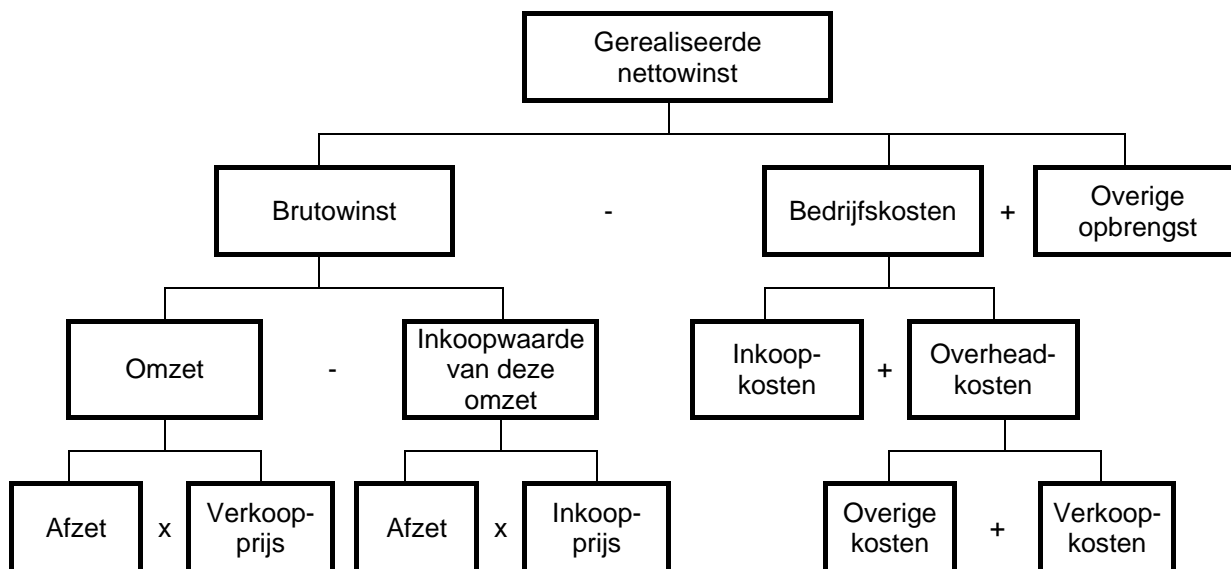 Gerealiseerde
nettowinst
Brutowinst
-
Bedrijfskosten
+
Overige
opbrengst
Omzet
-
Inkoopwaarde
van deze
omzet
Inkoop-
kosten
+
Overhead-
kosten
Afzet
x
Verkoop-
prijs
Afzet
x
Inkoop-
prijs
Overige
kosten
+
Verkoop-
kosten